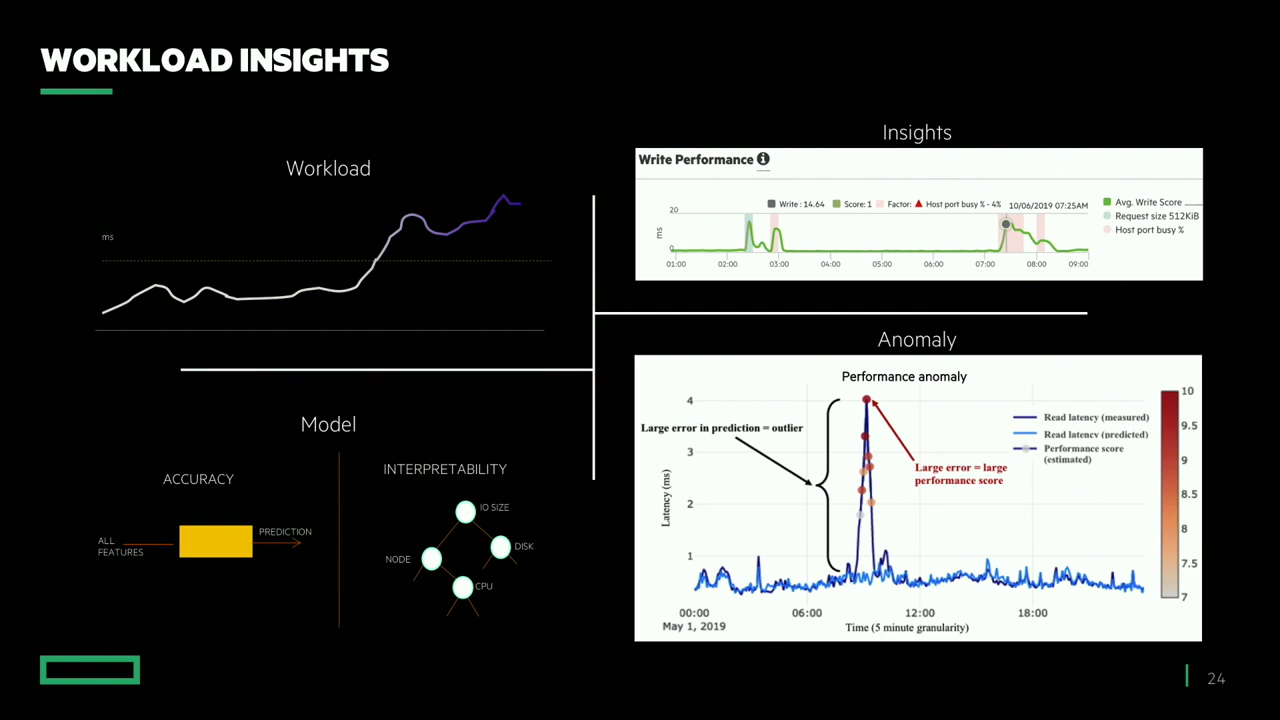 WORKLOAD INSIGHTS
Workload
ms
Model
ACCURACY
ALL
FEATURES
PREDICTION
INTERPRETABILITY
IO SIZE
NODE
DISK
CPU
Insights
Write Performance
Write : 14.64
Score: 1
Factor:
Host port busy % - 4%
10/06/2019 07:25AM
20
ms
0
01:00 02:00 03:00 04:00 05:00 06:00 07:00 08:00 09:00
Avg. Write Score
Request size 512KiB
Host port busy %
Anomaly
Performance anomaly
Large error in prediction = outlier
Large error = large
performance score
Read latency (measured)
Read latency (predicted)
Performance score
(estimated)
Latency (ms)
4
3
2
1
00:00 06:00 12:00 18:00
May 1, 2019
Time (5 minute granularity)
10
9.5
9
8.5
8
7.5
7
24